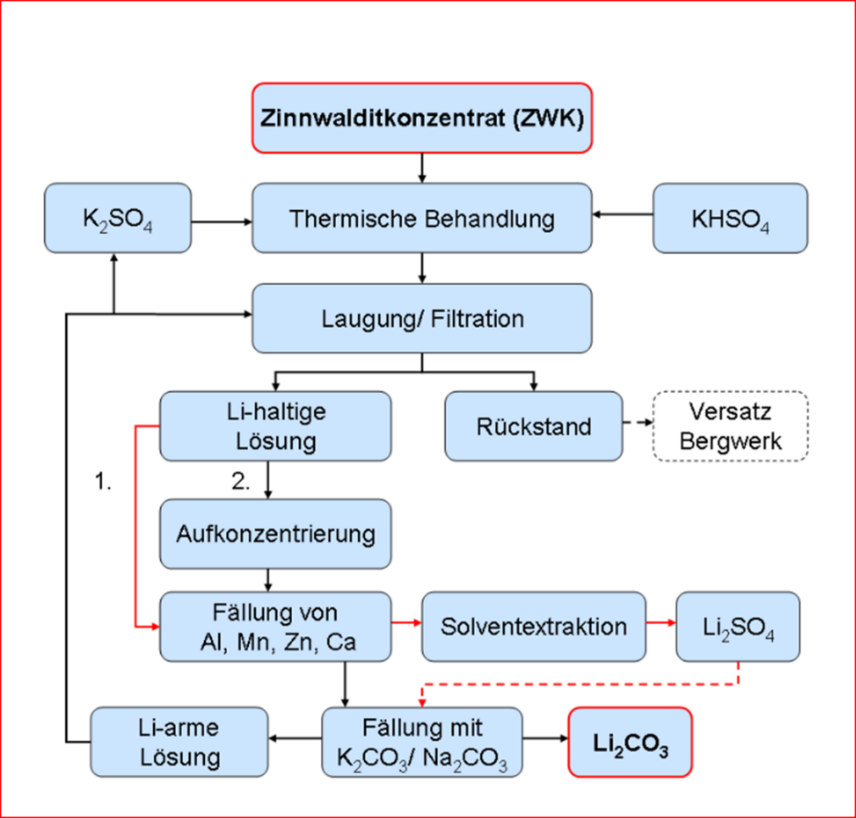 Zinnwalditkonzentrat (ZWK)
K₂SO₄
Thermische Behandlung
KHSO₄
Laugung/ Filtration
Li-haltige
Lösung
Rückstand
Versatz
Bergwerk
1.
2.
Aufkonzentrierung
Fällung von
Al, Mn, Zn, Ca
Solventextraktion
Li₂SO₄
Li-arme
Lösung
Fällung mit
K₂CO₃/ Na₂CO₃
Li₂CO₃